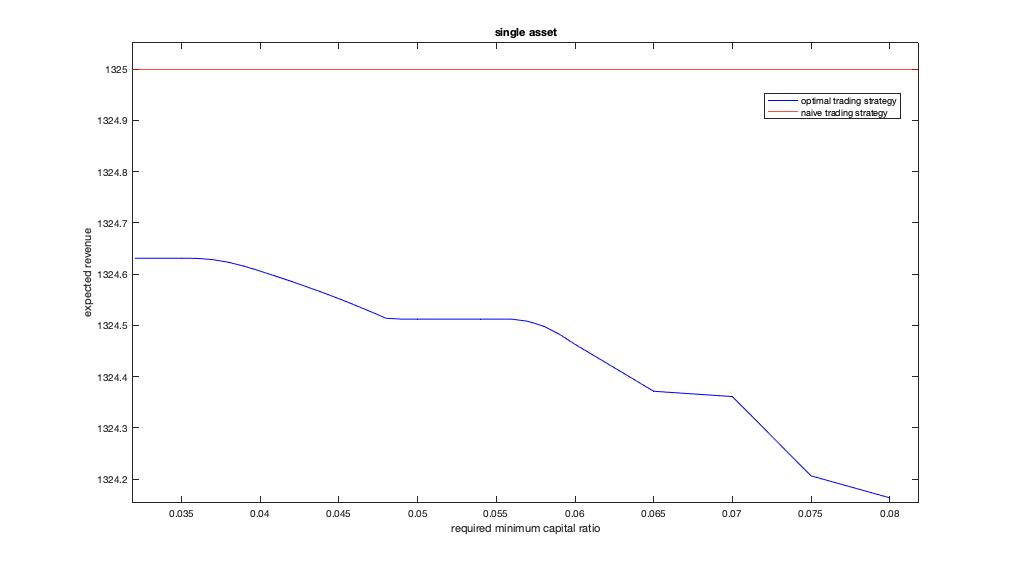 single asset
1325
1324.9
1324.8
1324.7
1324.6
1324.5
1324.4
1324.3
1324.2
expected revenue
optimal trading strategy
naive trading strategy
0.035 0.04 0.045 0.05 0.055 0.06 0.065 0.07 0.075 0.08
required minimum capital ratio